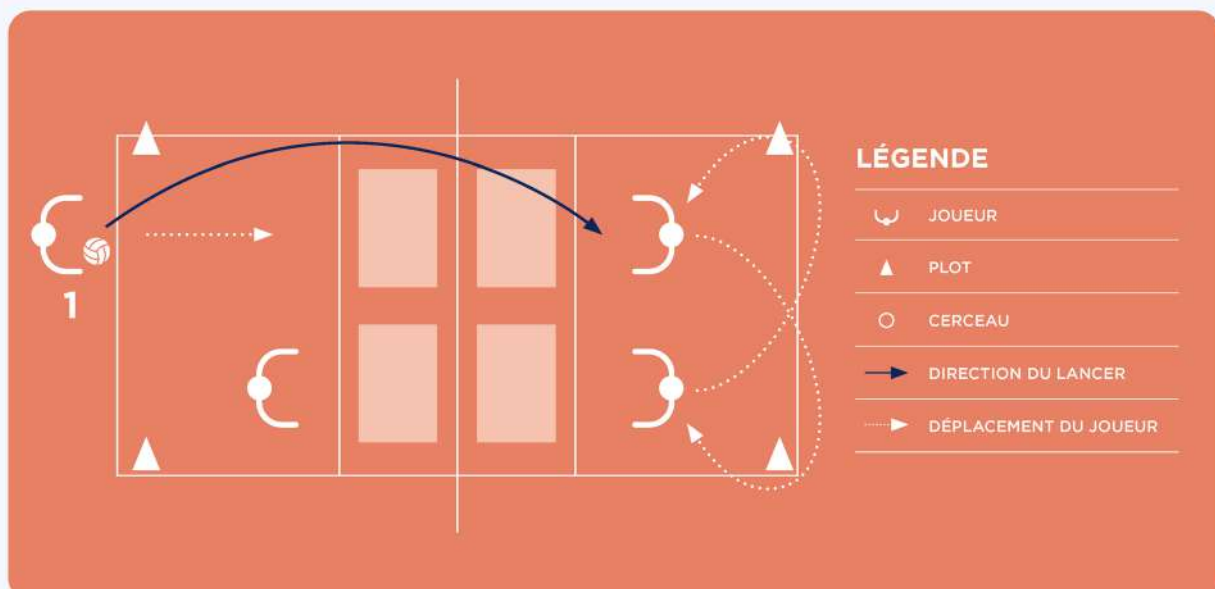 1
LÉGENDE
JOUEUR
PLOT
CERCEAU
DIRECTION DU LANCER
DÉPLACEMENT DU JOUEUR